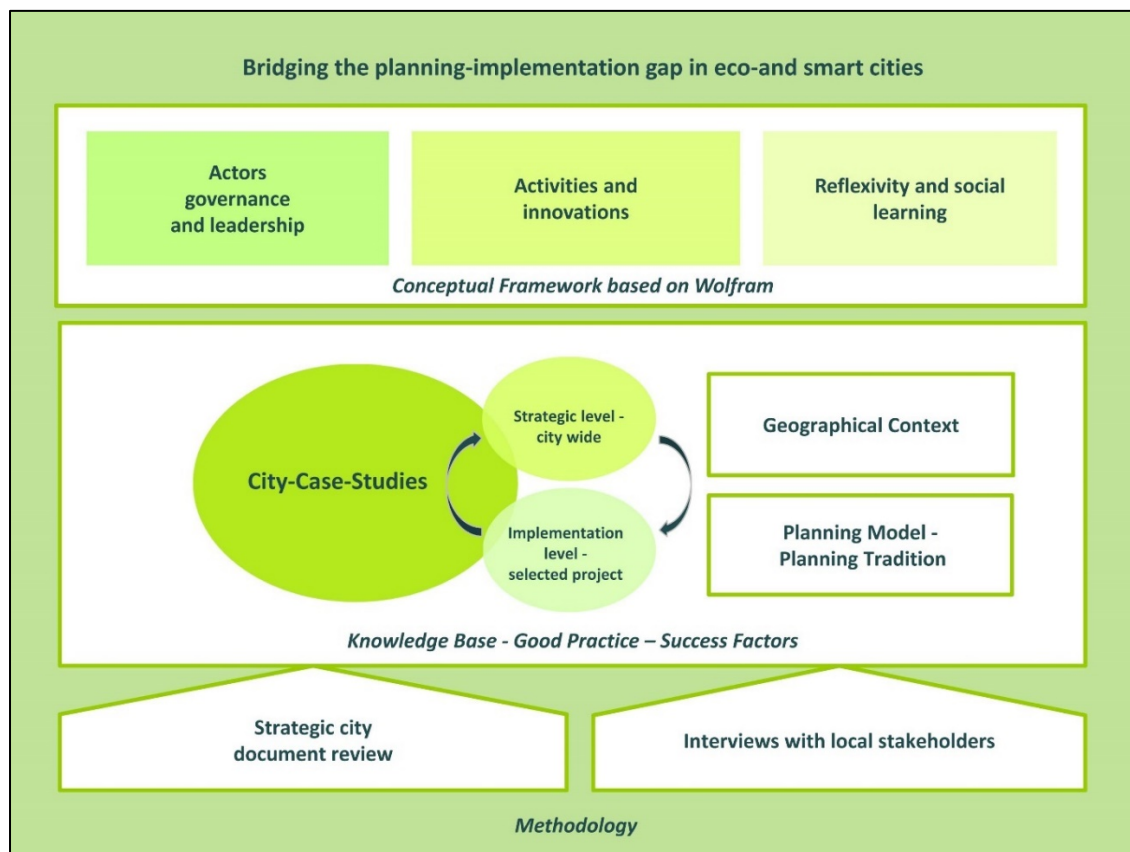 Bridging the planning-implementation gap in eco-and smart cities
Actors
governance
and leadership
Activities and
innovations
Reflexivity and social
learning
Conceptual Framework based on Wolfram
City-Case-Studies
Strategic level -
city wide
Implementation
level -
selected project
Geographical Context
Planning Model -
Planning Tradition
Knowledge Base - Good Practice – Success Factors
Strategic city
document review
Interviews with local stakeholders
Methodology